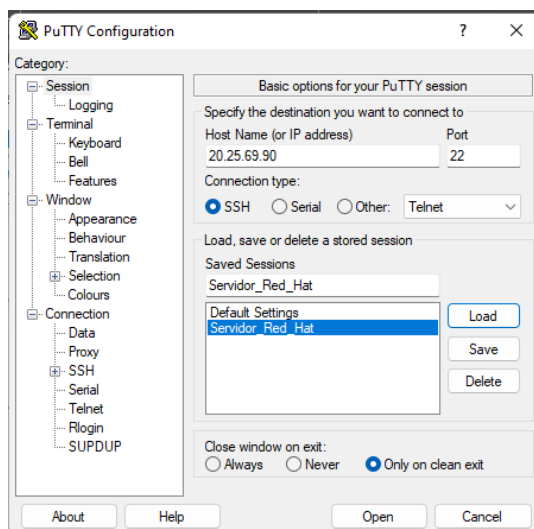 PuTTY Configuration
Category:
Session
Logging
Terminal
Keyboard
Bell
Features
Window
Appearance
Behaviour
Translation
Selection
Colours
Connection
Data
Proxy
SSH
Serial
Telnet
Rlogin
SUPDUP
Basic options for your PuTTY session
Specify the destination you want to connect to
Host Name (or IP address) Port
20.25.69.90 22
Connection type:
SSH Serial Other: Telnet
Load, save or delete a stored session
Saved Sessions
Servidor_Red_Hat
Default Settings
Servidor_Red_Hat
Load
Save
Delete
Close window on exit:
Always Never Only on clean exit
About Help Open Cancel